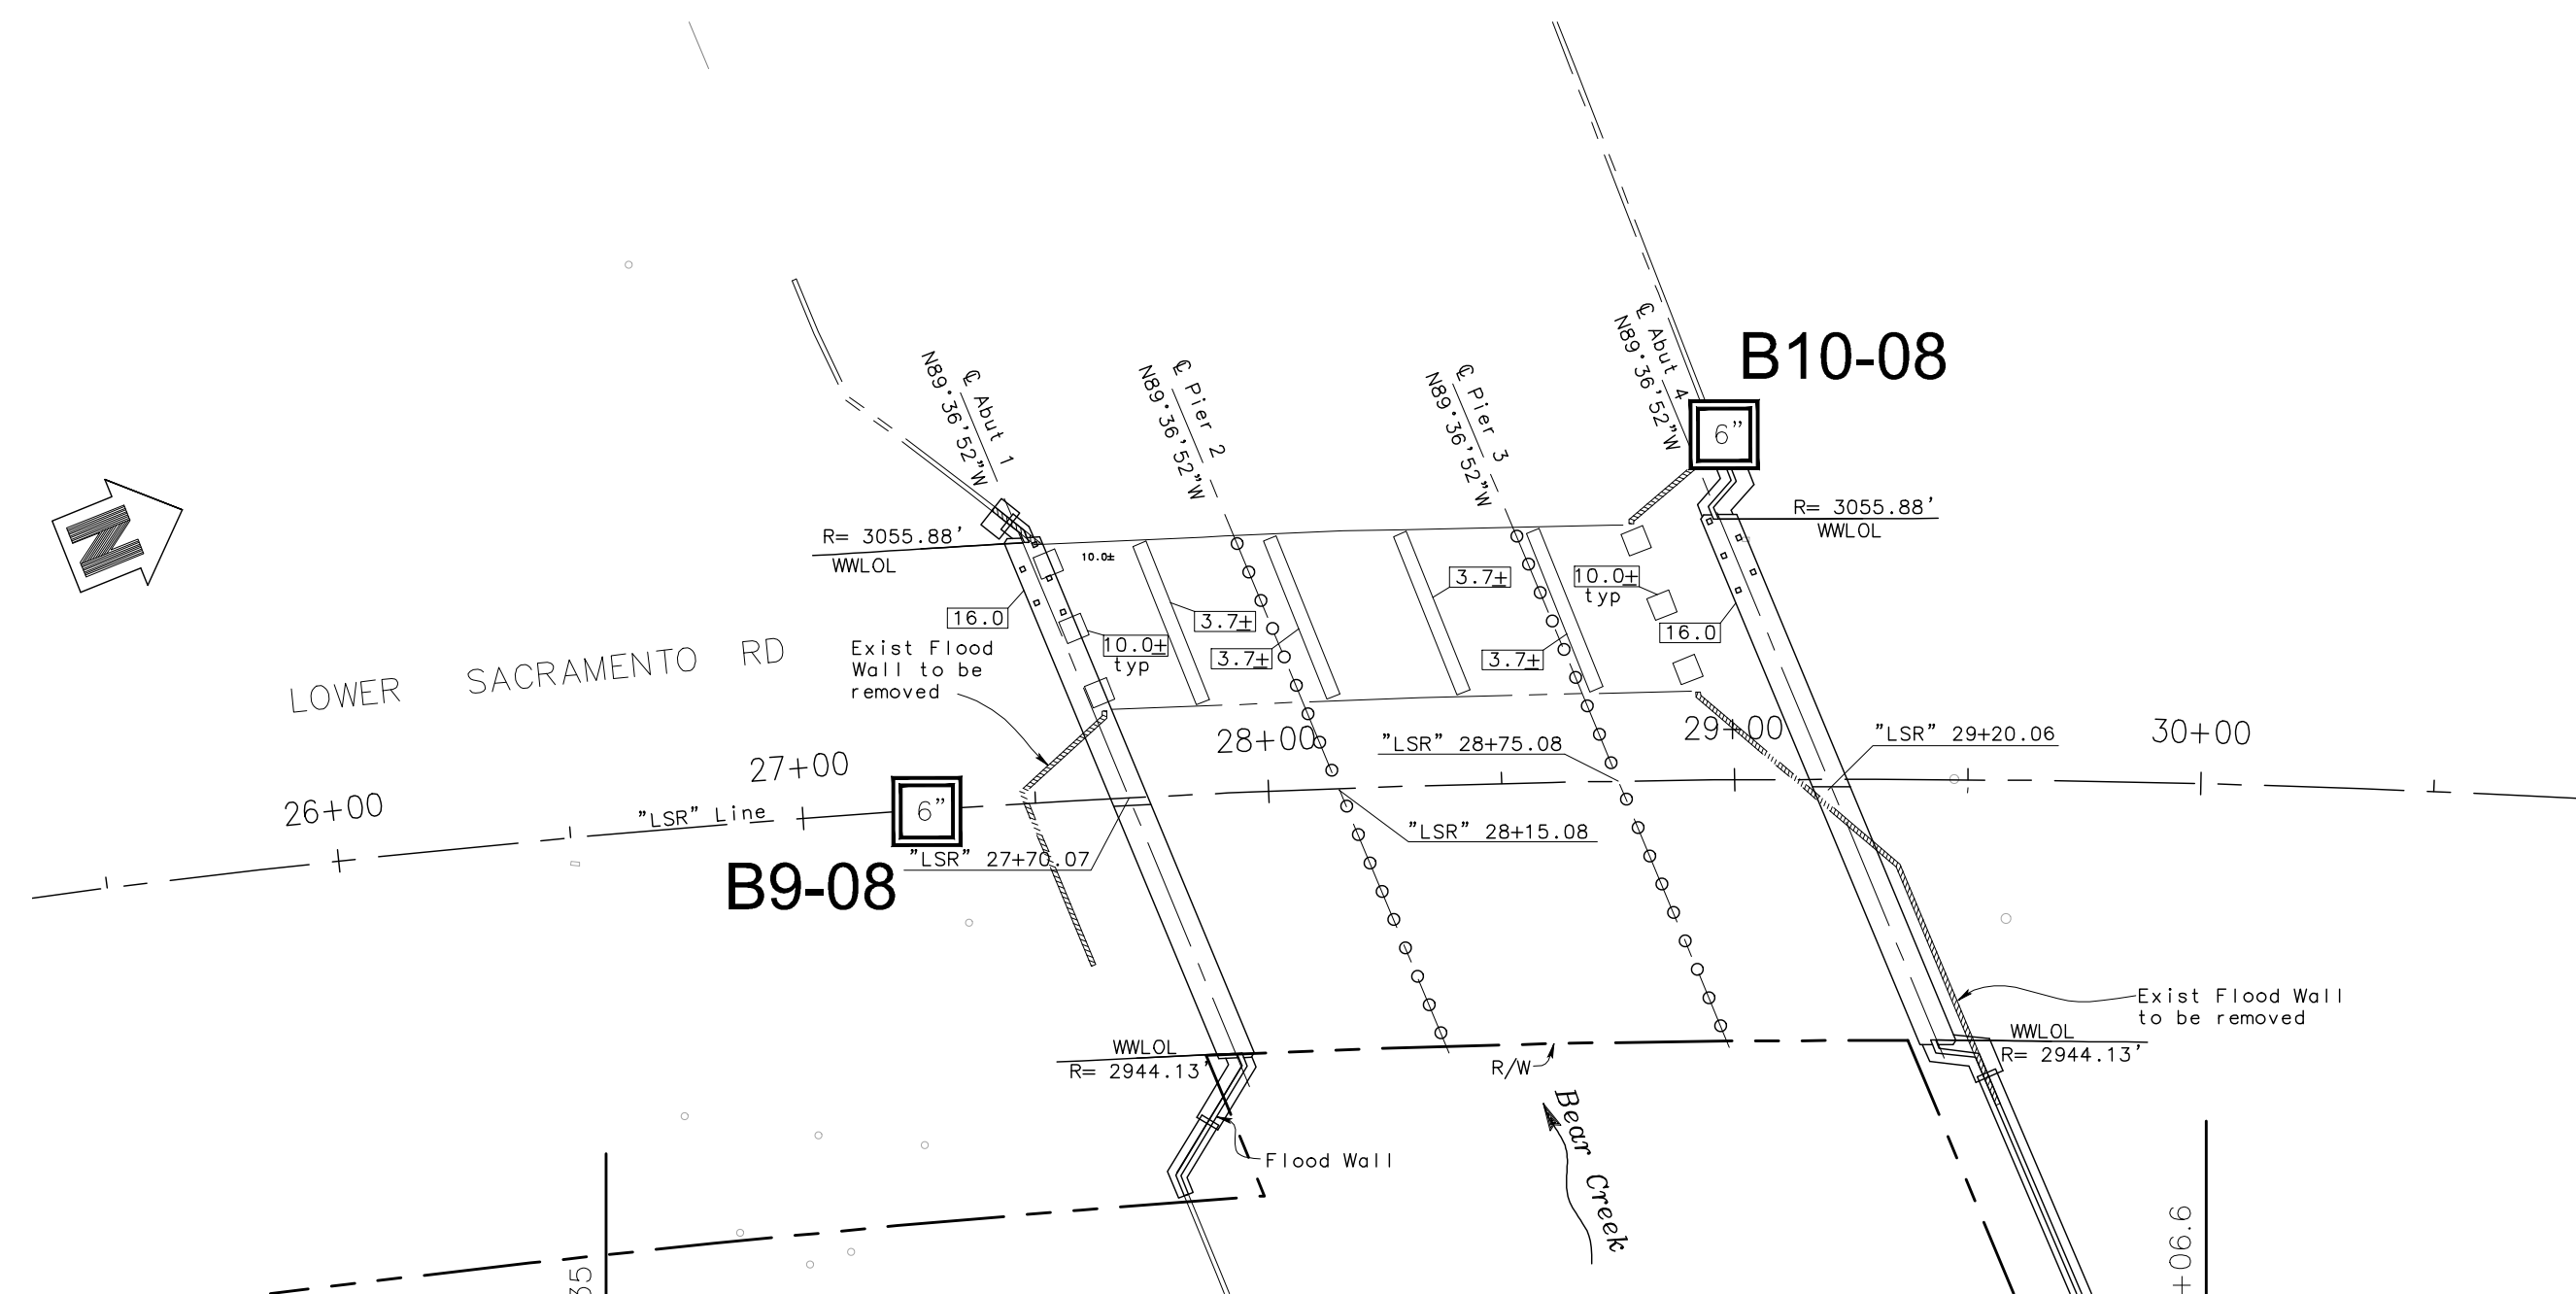 ℄ Abut 1
N89°36'52"W
℄ Pier 2
N89°36'52"W
℄ Pier 3
N89°36'52"W
℄ Abut 4
N89°36'52"W
B10-08
6"
N
R= 3055.88'
WWLOL
R= 3055.88'
WWLOL
10.0±
16.0
3.7±
3.7±
3.7±
3.7±
10.0±
typ
10.0±
typ
16.0
Exist Flood
Wall to be
removed
LOWER SACRAMENTO RD
26+00
27+00
28+00
29+00
30+00
"LSR" Line
6"
B9-08
"LSR" 27+70.07
"LSR" 28+75.08
"LSR" 28+15.08
"LSR" 29+20.06
Exist Flood Wall
to be removed
WWLOL
R= 2944.13'
WWLOL
R= 2944.13'
R/W
Bear Creek
Flood Wall
35
+06.6